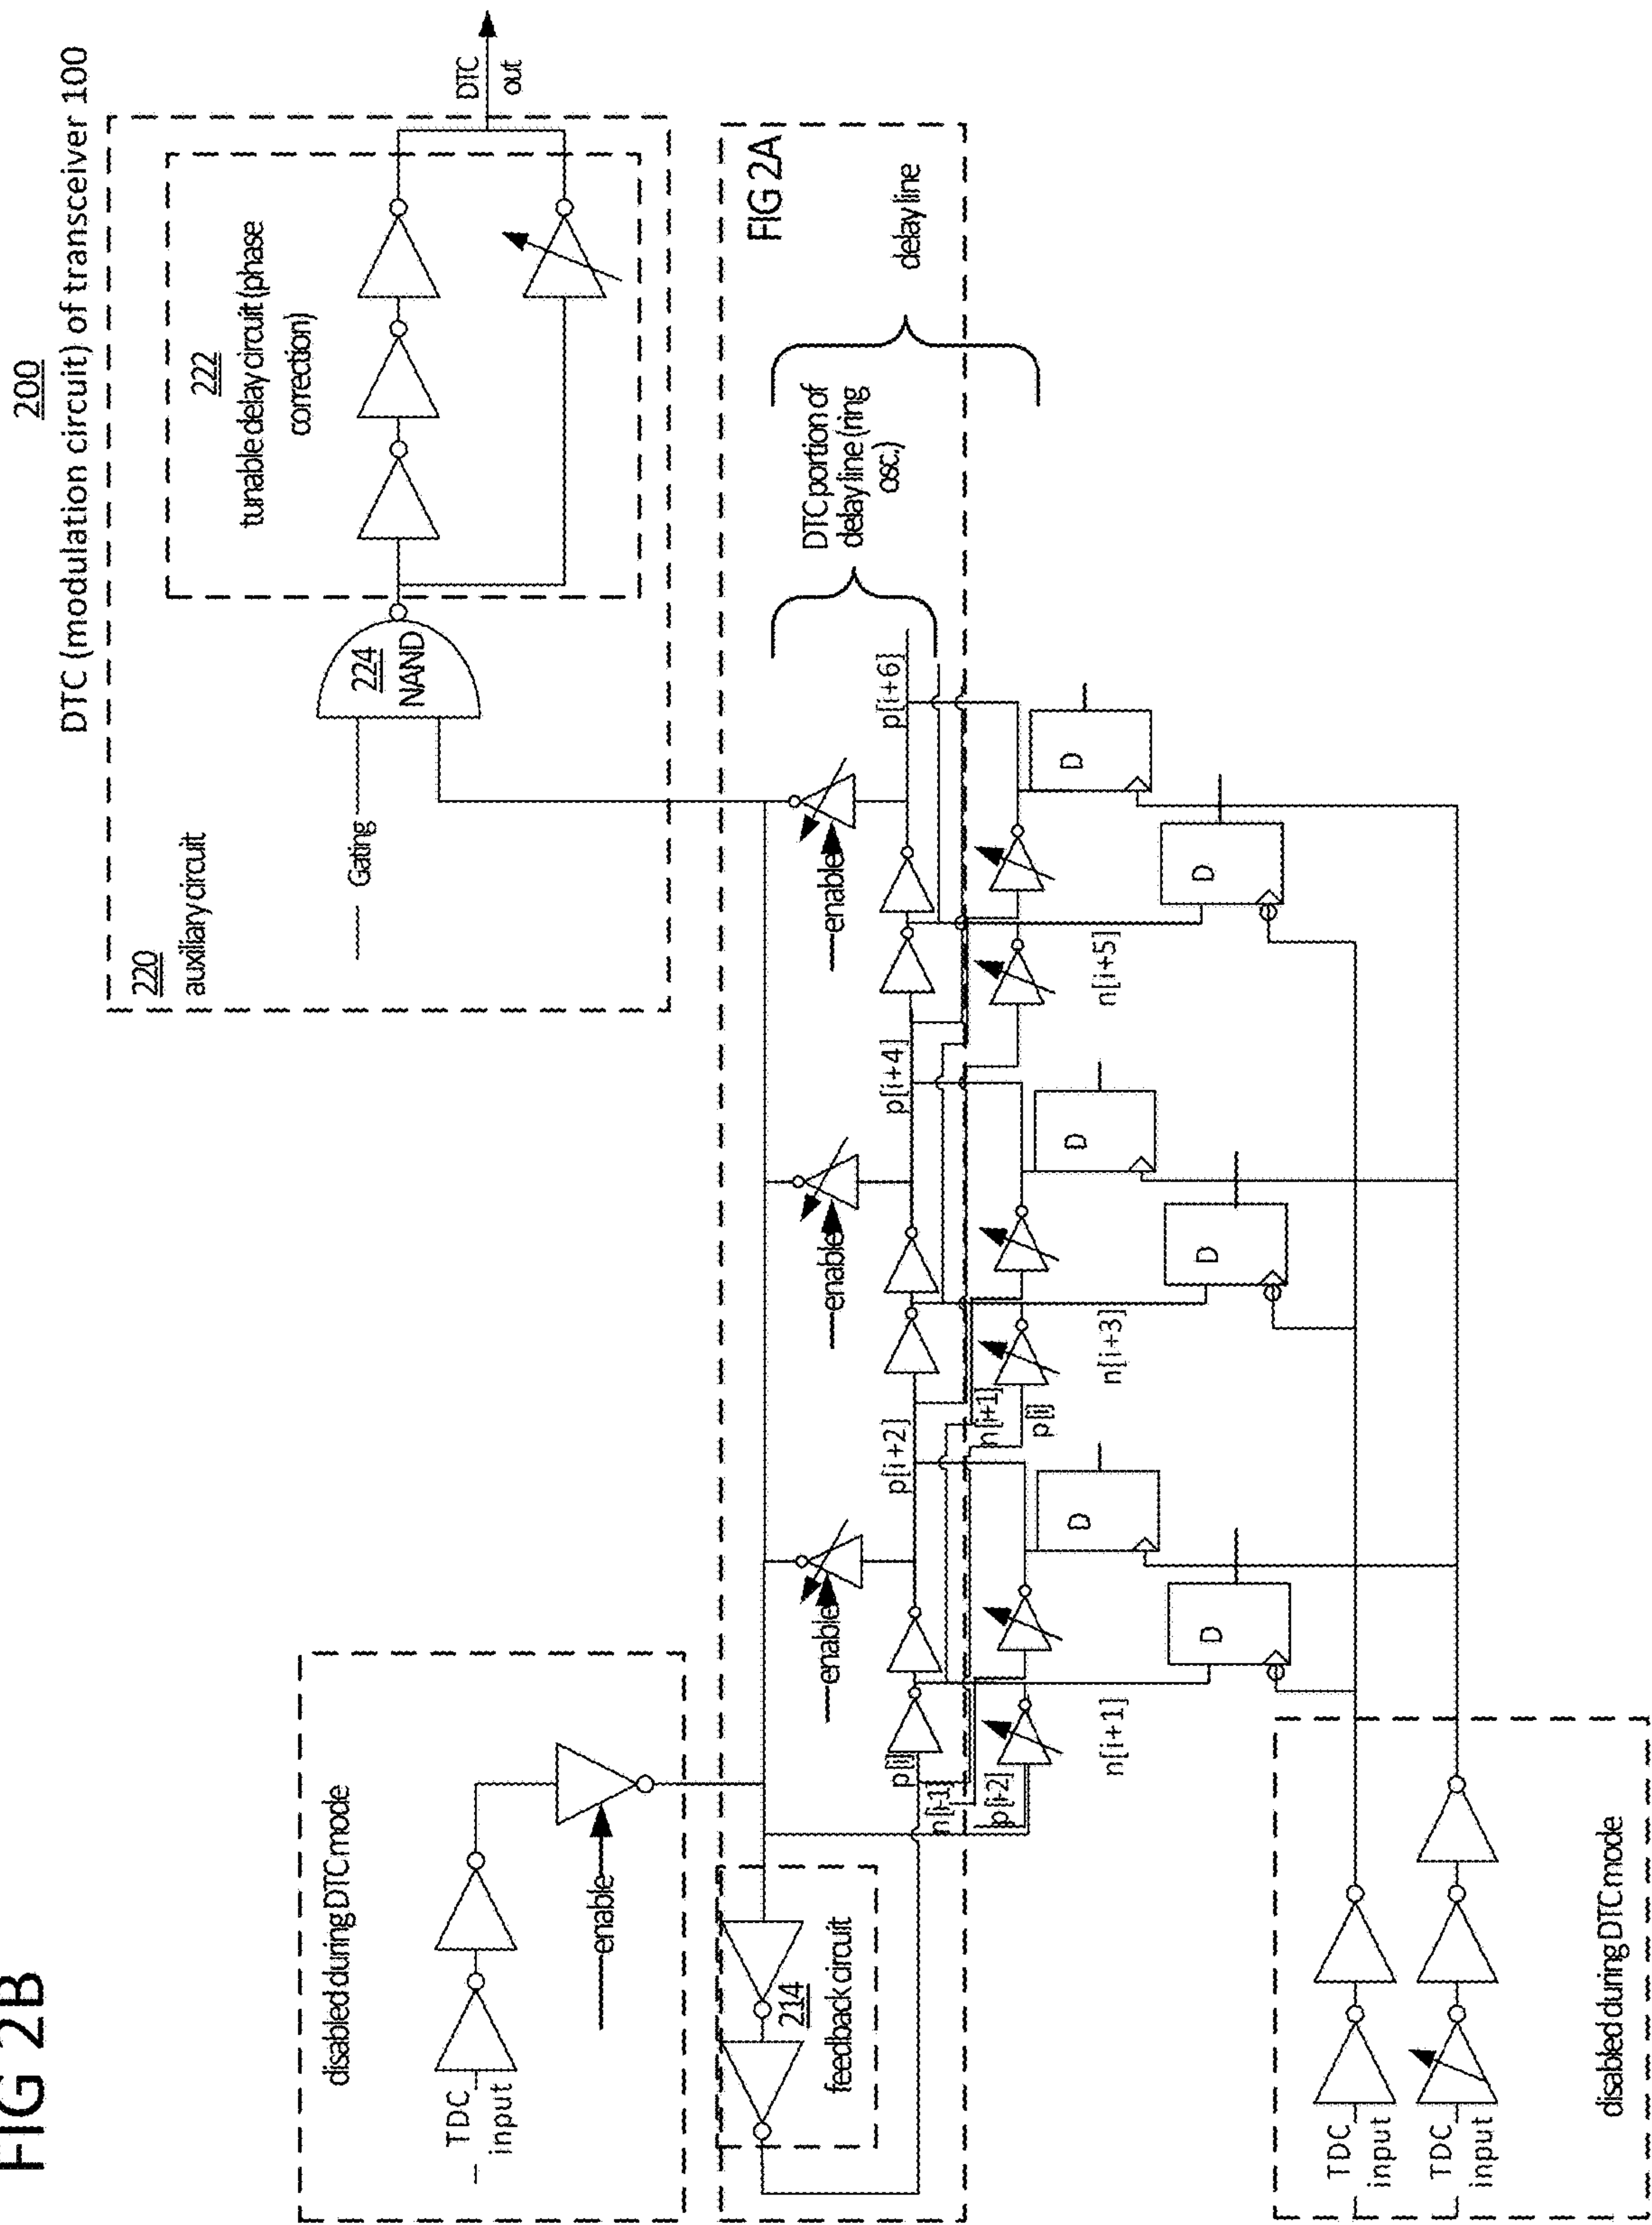 FIG 2B
200
DTC (modulation circuit) of transceiver 100
220
auxiliary circuit
Gating
224
NAND
222
tunable delay circuit (phase
correction)
DTC
out
disabled during DTC mode
TDC
input
enable
FIG 2A
214
feedback circuit
enable
enable
enable
DTC portion of
delay line (ring
osc.)
delay line
p[i]
p[i+2]
p[i+4]
p[i+6]
n[i-1]
p[i-2]
n[i+1]
p[i]
n[i+1]
n[i+3]
n[i+5]
D
D
D
D
D
D
TDC
input
TDC
input
disabled during DTC mode